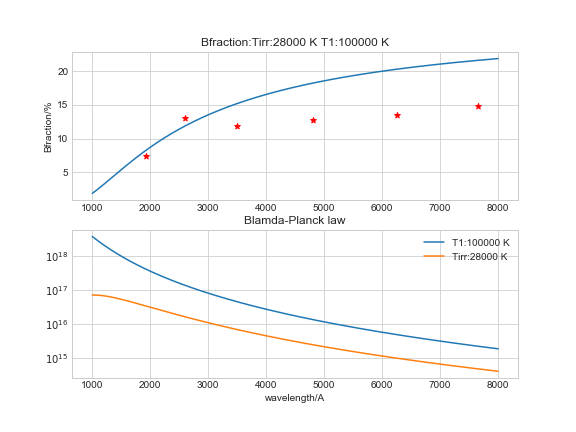 Bfraction:Tirr:28000 K T1:100000 K
Bfraction/%
20
15
10
5
1000 2000 3000 4000 5000 6000 7000 8000
Blamda-Planck law
T1:100000 K
Tirr:28000 K
10^18
10^17
10^16
10^15
1000 2000 3000 4000 5000 6000 7000 8000
wavelength/A